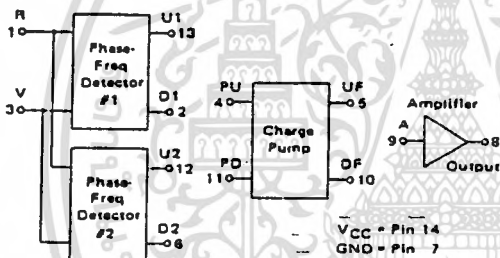 R
1
V
3
Phase-
Freq
Detector
#1
U1
13
D1
2
Phase-
Freq
Detector
#2
U2
12
D2
6
PU
4
PD
11
Charge
Pump
UF
5
DF
10
Amplifier
A
9
8
Output
VCC = Pin 14
GND = Pin 7